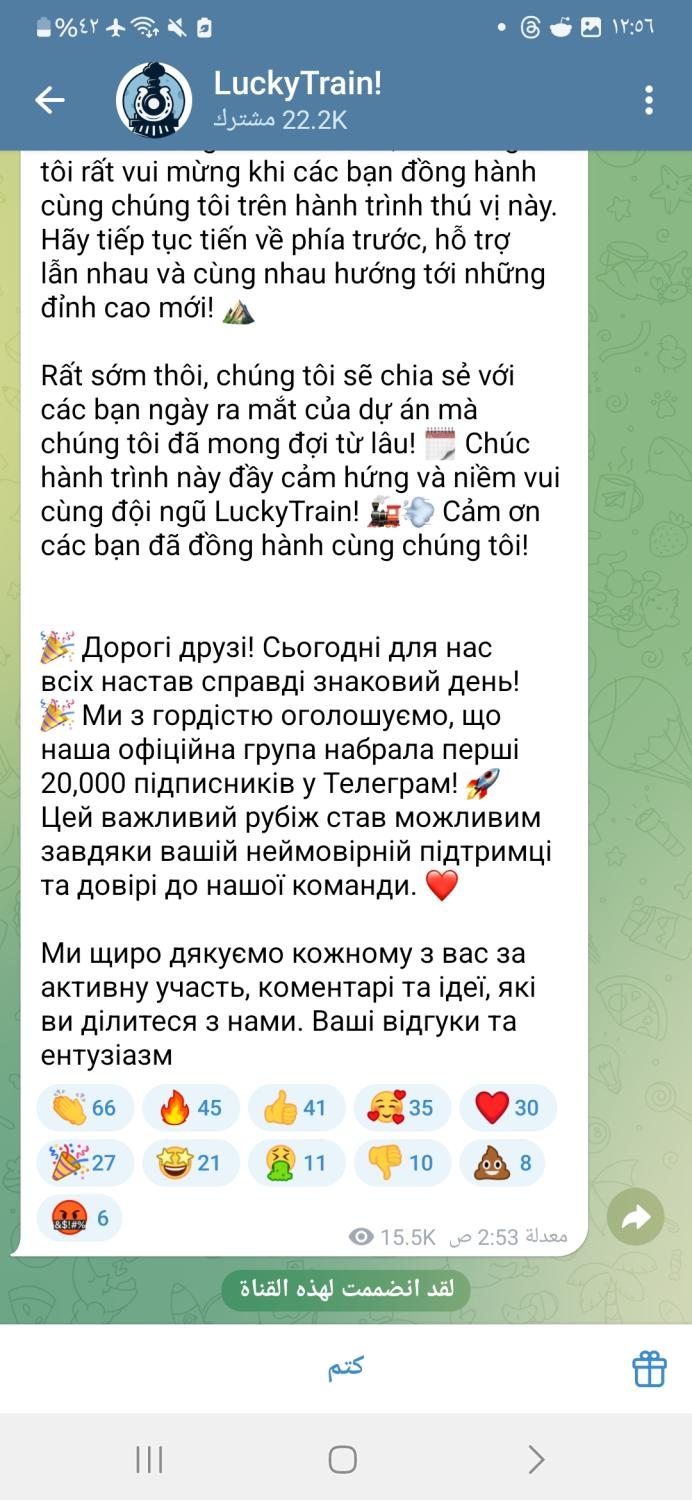 %٤٢
١٢:٥٦
LuckyTrain!
22.2K مشترك
tôi rất vui mừng khi các bạn đồng hành
cùng chúng tôi trên hành trình thú vị này.
Hãy tiếp tục tiến về phía trước, hỗ trợ
lẫn nhau và cùng nhau hướng tới những
đỉnh cao mới! ⛰️
Rất sớm thôi, chúng tôi sẽ chia sẻ với
các bạn ngày ra mắt của dự án mà
chúng tôi đã mong đợi từ lâu! 🗓️ Chúc
hành trình này đầy cảm hứng và niềm vui
cùng đội ngũ LuckyTrain! 🚂💨 Cảm ơn
các bạn đã đồng hành cùng chúng tôi!
🎉 Дорогі друзі! Сьогодні для нас
всіх настав справді знаковий день!
🎉 Ми з гордістю оголошуємо, що
наша офіційна група набрала перші
20,000 підписників у Телеграм! 🚀
Цей важливий рубіж став можливим
завдяки вашій неймовірній підтримці
та довірі до нашої команди. ❤️
Ми щиро дякуємо кожному з вас за
активну участь, коментарі та ідеї, які
ви ділитеся з нами. Ваші відгуки та
ентузіазм
👏 66 🔥 45 👍 41 🥰 35 ❤️ 30
🎉 27 🤩 21 🤮 11 👎 10 💩 8
🤬 6
15.5K معدلة 2:53 ص
لقد انضممت لهذه القناة
كتم